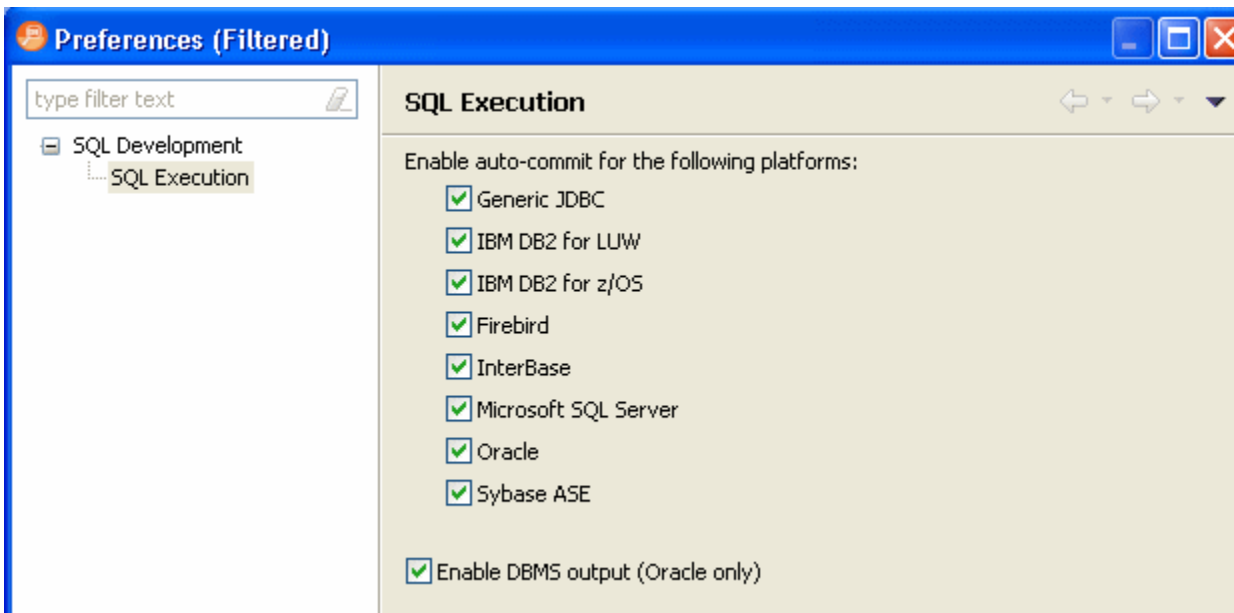 Preferences (Filtered)
type filter text
SQL Development
SQL Execution
SQL Execution
Enable auto-commit for the following platforms:
Generic JDBC
IBM DB2 for LUW
IBM DB2 for z/OS
Firebird
InterBase
Microsoft SQL Server
Oracle
Sybase ASE
Enable DBMS output (Oracle only)